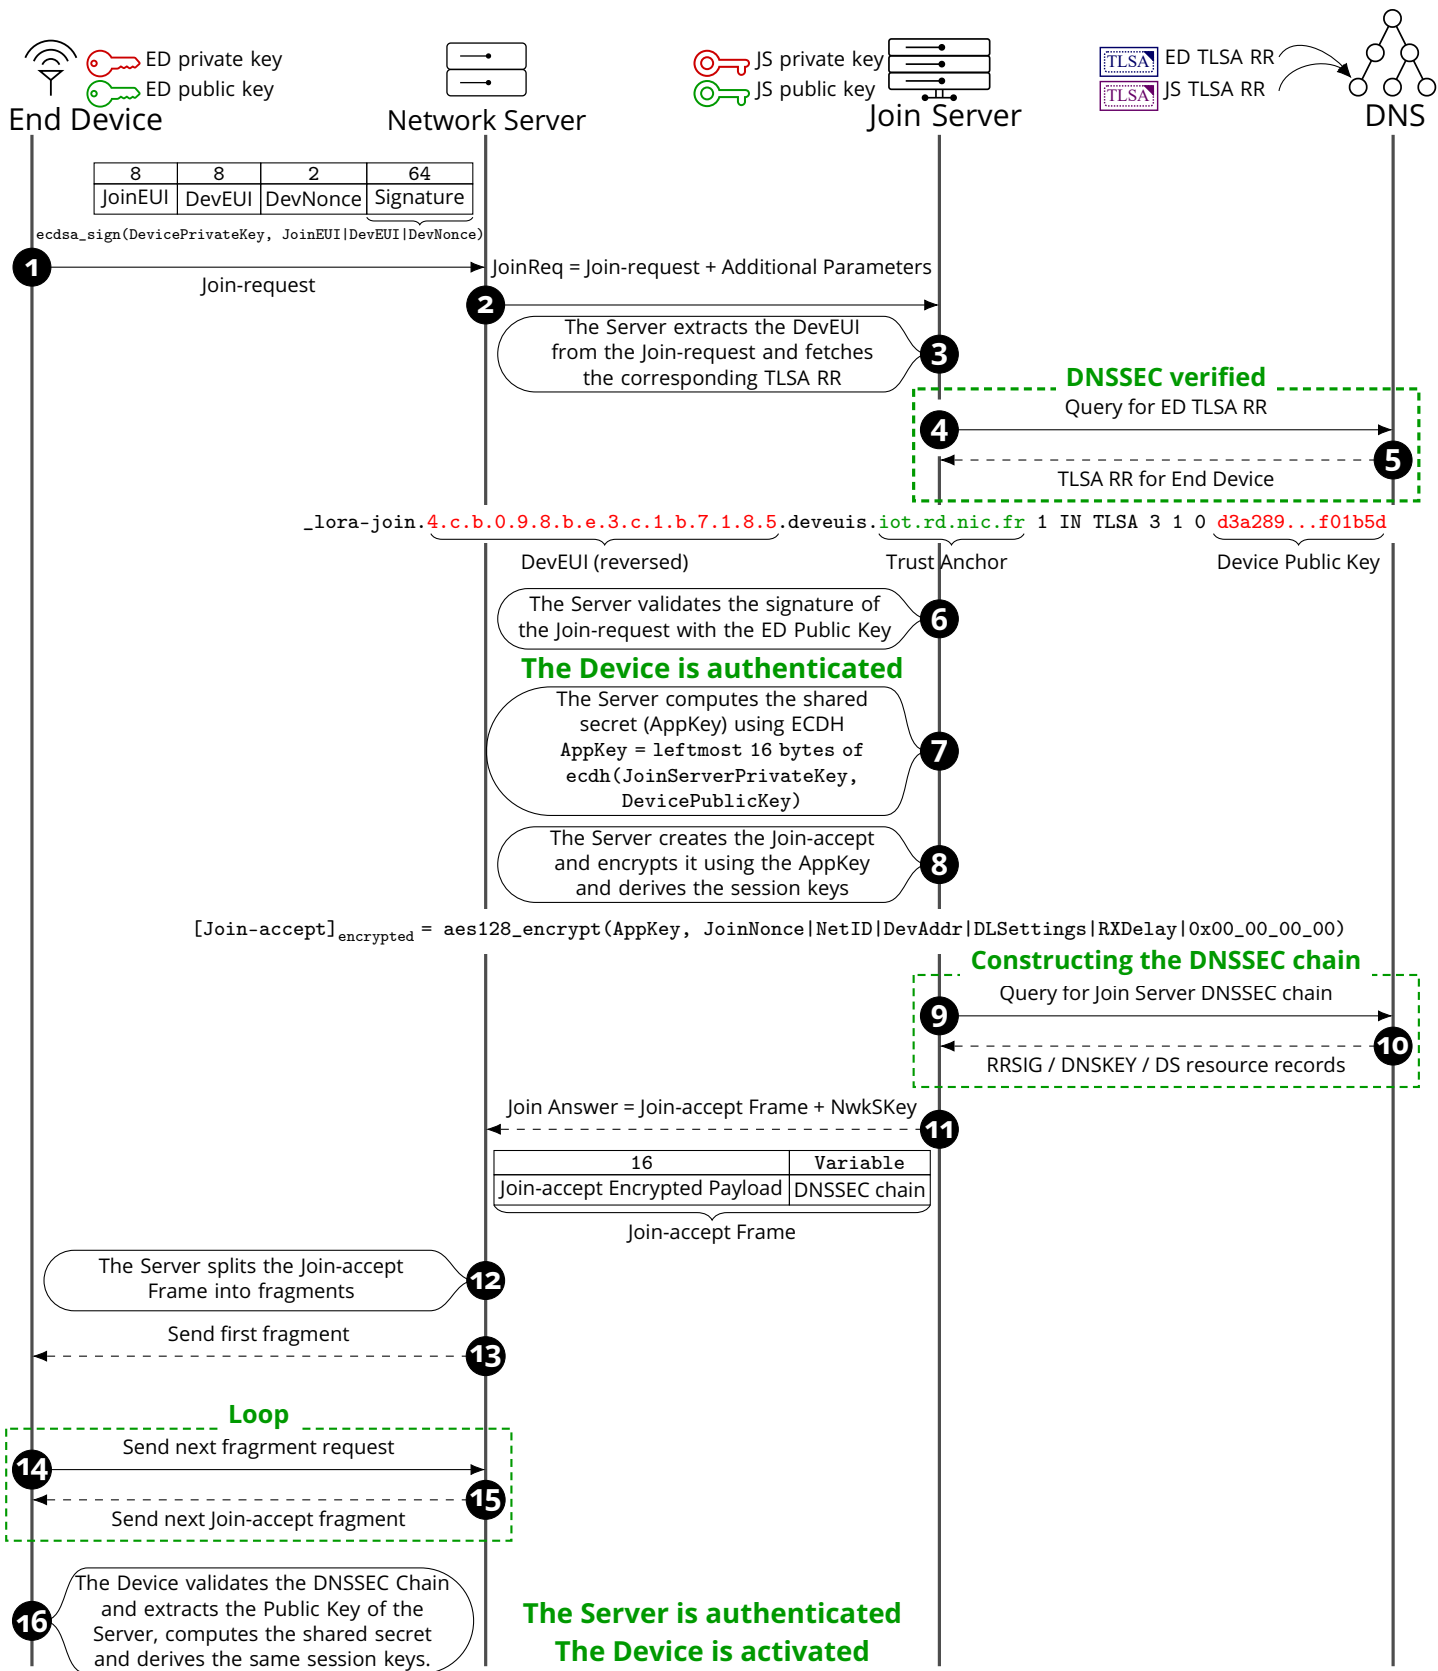 ED private key
ED public key
End Device
Network Server
JS private key
JS public key
Join Server
TLSA ED TLSA RR
TLSA JS TLSA RR
DNS
8 8 2 64
JoinEUI DevEUI DevNonce Signature
ecdsa_sign(DevicePrivateKey, JoinEUI|DevEUI|DevNonce)
1
Join-request
JoinReq = Join-request + Additional Parameters
2
The Server extracts the DevEUI
from the Join-request and fetches
the corresponding TLSA RR
3
DNSSEC verified
Query for ED TLSA RR
4
5
TLSA RR for End Device
_lora-join.4.c.b.0.9.8.b.e.3.c.1.b.7.1.8.5.deveuis.iot.rd.nic.fr 1 IN TLSA 3 1 0 d3a289...f01b5d
DevEUI (reversed) Trust Anchor Device Public Key
The Server validates the signature of
the Join-request with the ED Public Key
6
The Device is authenticated
The Server computes the shared
secret (AppKey) using ECDH
AppKey = leftmost 16 bytes of
ecdh(JoinServerPrivateKey,
DevicePublicKey)
7
The Server creates the Join-accept
and encrypts it using the AppKey
and derives the session keys
8
[Join-accept]encrypted = aes128_encrypt(AppKey, JoinNonce|NetID|DevAddr|DLSettings|RXDelay|0x00_00_00_00)
Constructing the DNSSEC chain
Query for Join Server DNSSEC chain
9
10
RRSIG / DNSKEY / DS resource records
Join Answer = Join-accept Frame + NwkSKey
11
16 Variable
Join-accept Encrypted Payload DNSSEC chain
Join-accept Frame
The Server splits the Join-accept
Frame into fragments
12
Send first fragment
13
Loop
Send next fragrment request
14
15
Send next Join-accept fragment
The Device validates the DNSSEC Chain
and extracts the Public Key of the
Server, computes the shared secret
and derives the same session keys.
16
The Server is authenticated
The Device is activated